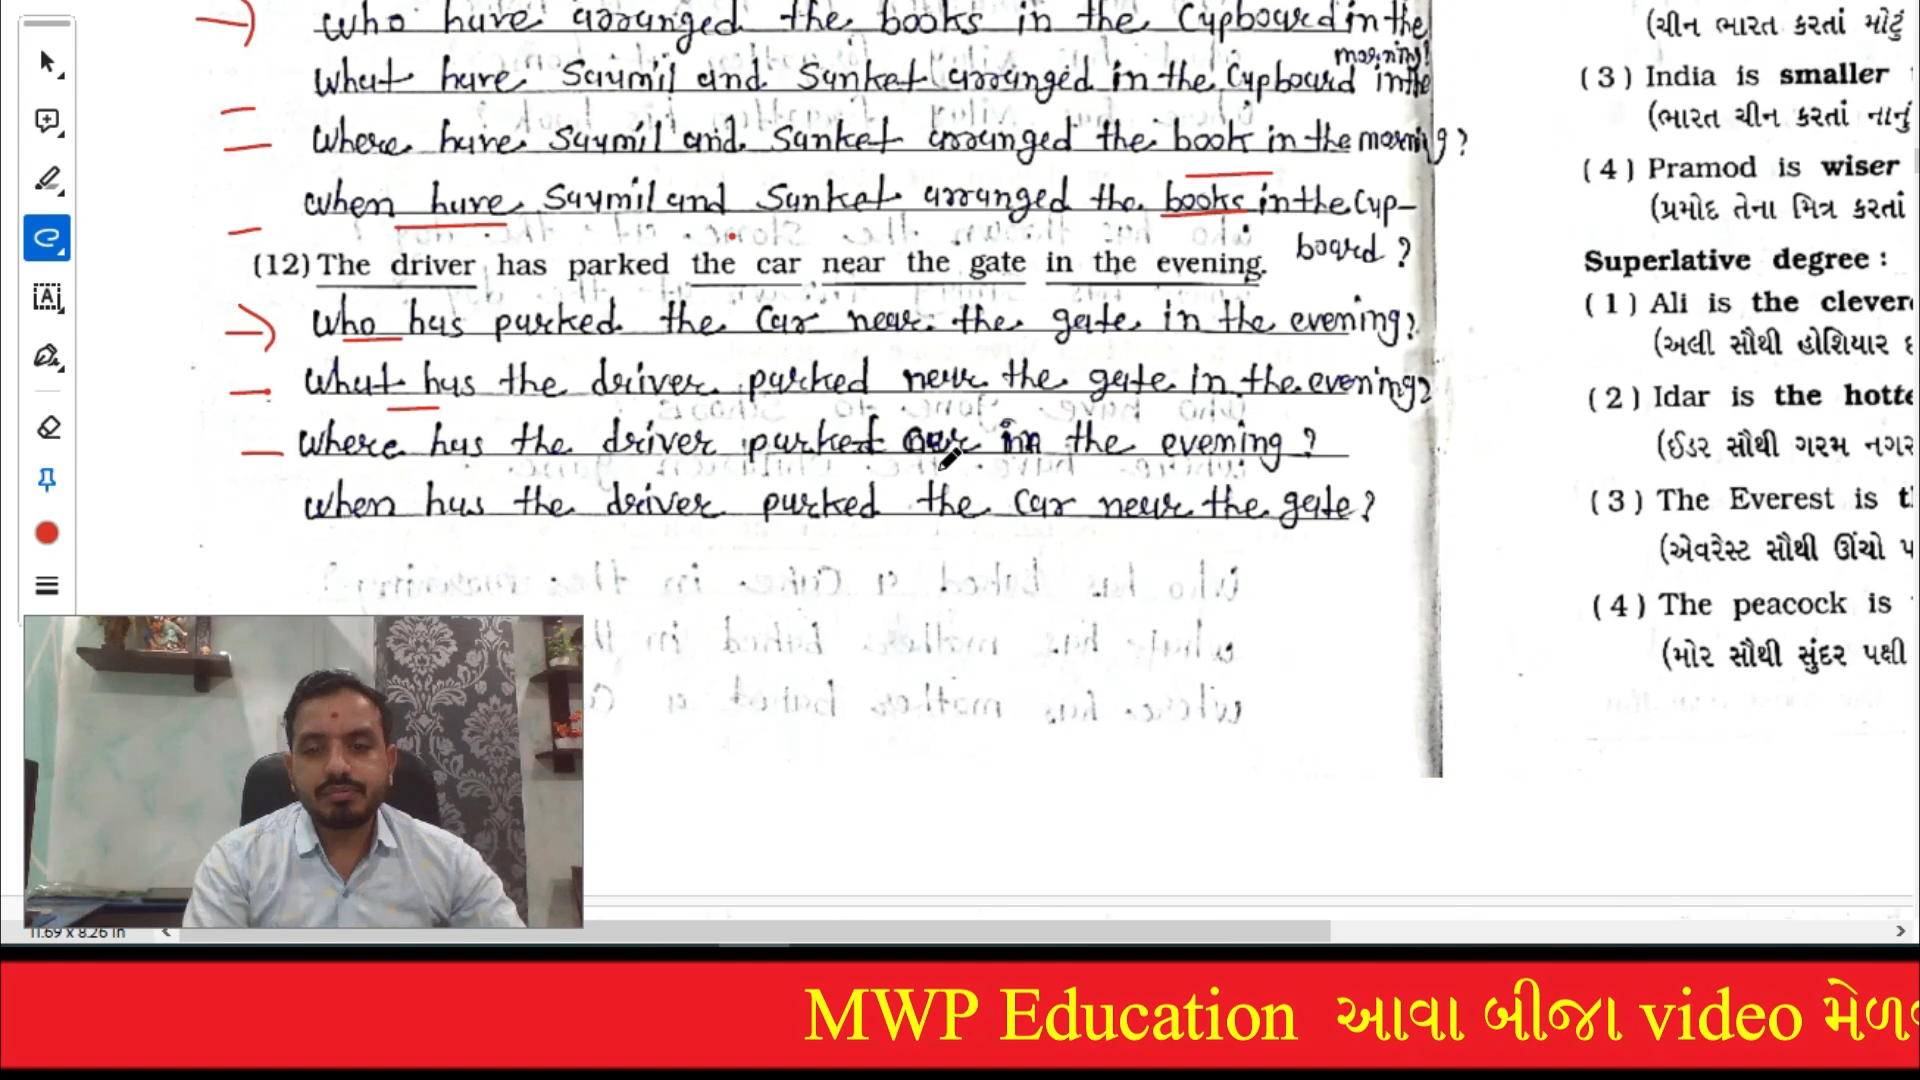 Who have arranged the books in the Cupboard in the
morning?
What have Saumil and Sanket arranged in the Cupboard in the
Where have Saumil and Sanket arranged the book in the morning?
When have Saumil and Sanket arranged the books in the Cup-
board ?
(12) The driver has parked the car near the gate in the evening.
Who has parked the Car near the gate in the evening?
What has the driver parked near the gate in the evening?
Where has the driver parked car in the evening ?
When has the driver parked the Car near the gate?
(ચીન ભારત કરતાં મોટું
(3) India is smaller
(ભારત ચીન કરતાં નાનું
(4) Pramod is wiser
(પ્રમોદ તેના મિત્ર કરતાં
Superlative degree :
(1) Ali is the clever
(અલી સૌથી હોશિયાર
(2) Idar is the hotte
(ઈડર સૌથી ગરમ નગર
(3) The Everest is t
(એવરેસ્ટ સૌથી ઊંચો પ
(4) The peacock is
(મોર સૌથી સુંદર પક્ષી
11.69 x 8.26 in
MWP Education આવા બીજા video મેળવ